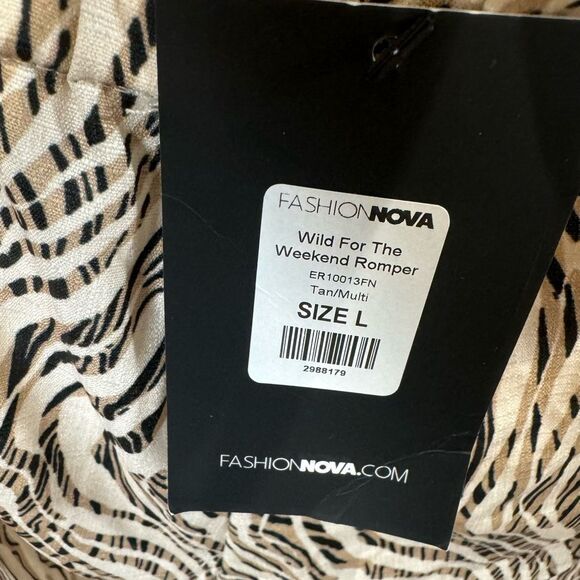 FASHIONNOVA
Wild For The
Weekend Romper
ER10013FN
Tan/Multi
SIZE L
2988179
FASHIONNOVA.COM